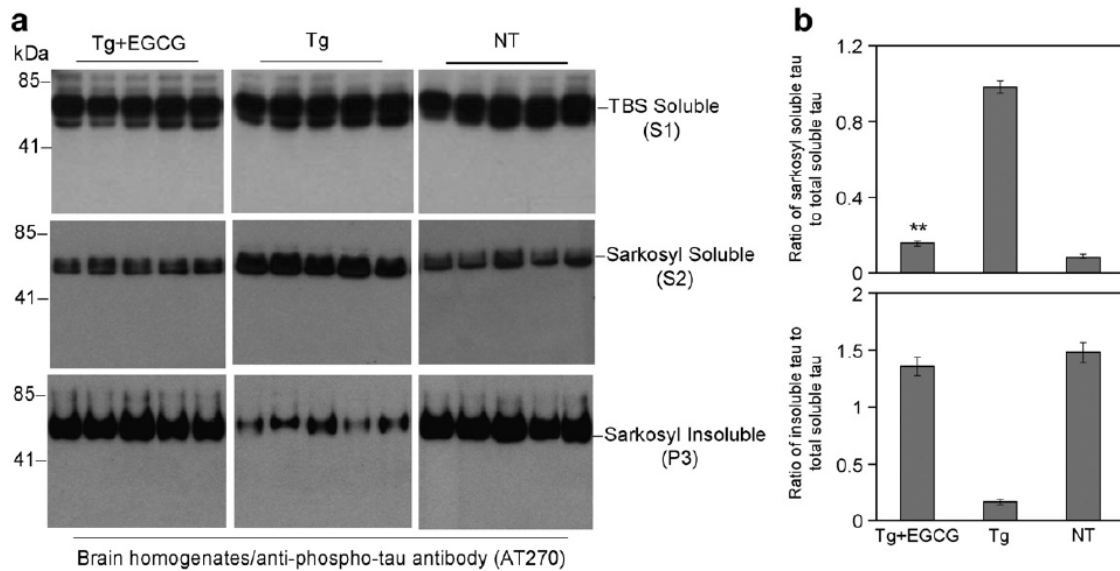 a
Tg+EGCG Tg NT
kDa
85–
41–
–TBS Soluble
(S1)
85–
41–
–Sarkosyl Soluble
(S2)
85–
41–
–Sarkosyl Insoluble
(P3)
Brain homogenates/anti-phospho-tau antibody (AT270)
b
Ratio of sarkosyl soluble tau
to total soluble tau
1.2
0.8
0.4
0
**
Ratio of insoluble tau to
total soluble tau
2
1.5
1
0.5
0
Tg+EGCG Tg NT